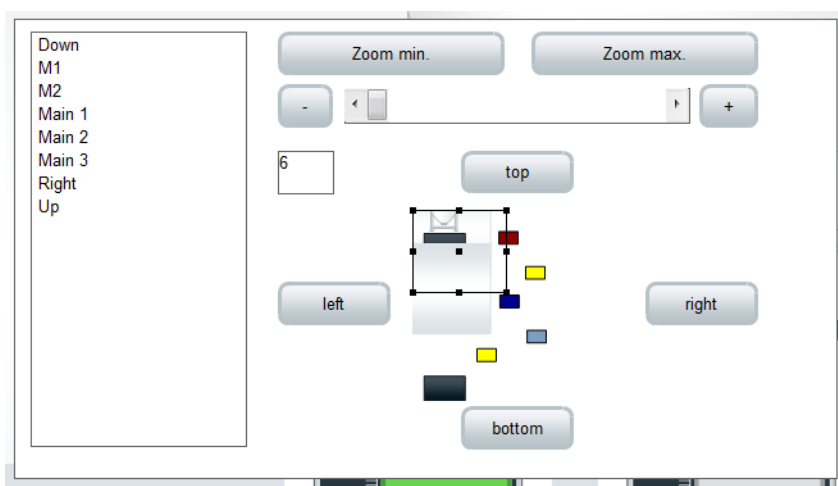 Down
M1
M2
Main 1
Main 2
Main 3
Right
Up
Zoom min.
Zoom max.
-
+
6
top
left
right
bottom